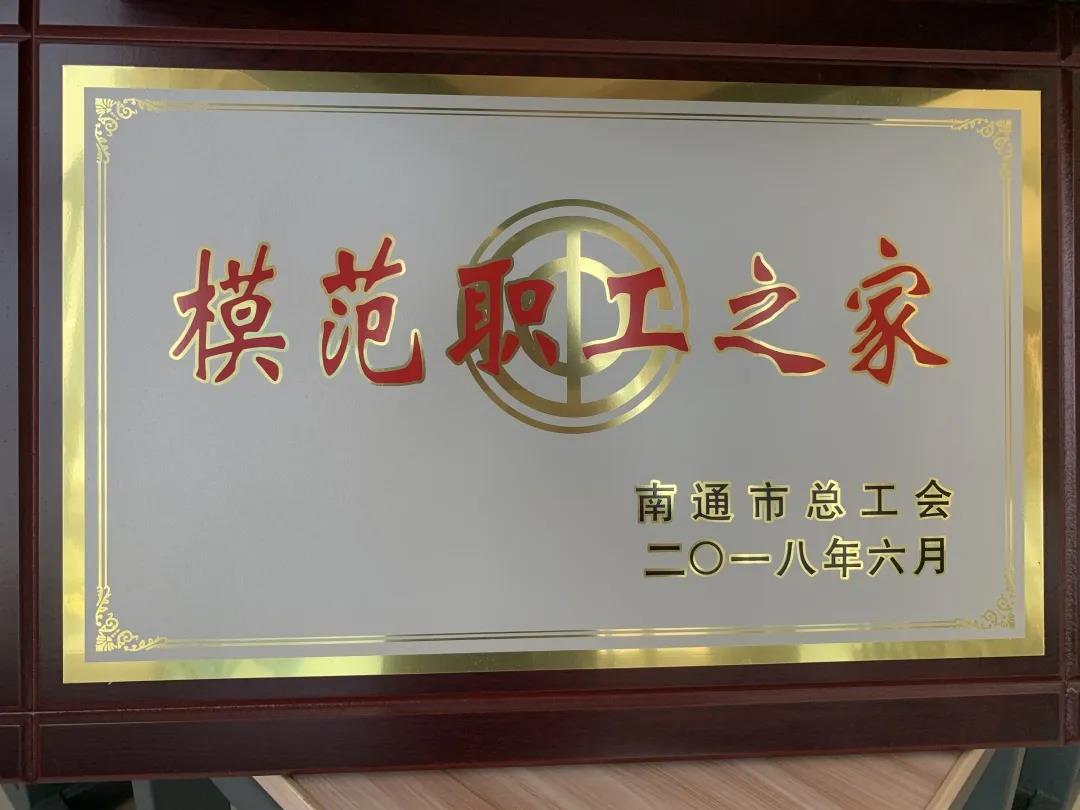 模范职工之家
南通市总工会
二〇一八年六月